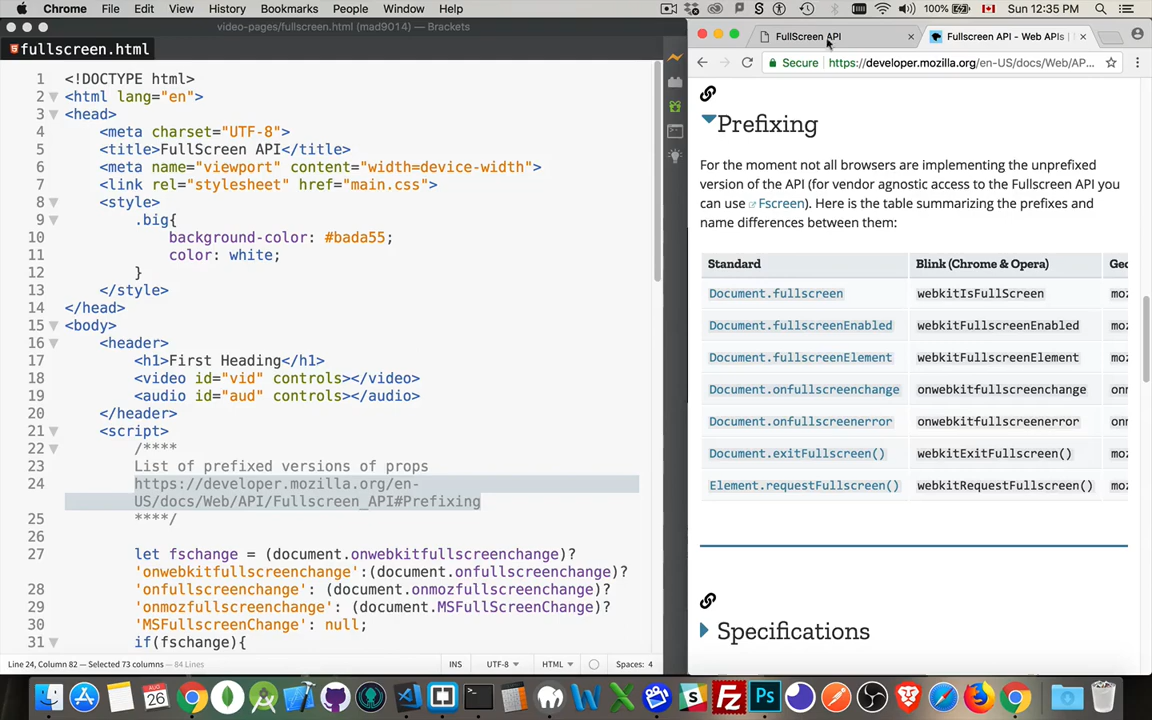 Chrome File Edit View History Bookmarks People Window Help 100% Sun 12:35 PM
video-pages/fullscreen.html (mad9014) — Brackets
fullscreen.html
1 <!DOCTYPE html>
2 <html lang="en">
3 <head>
4 <meta charset="UTF-8">
5 <title>FullScreen API</title>
6 <meta name="viewport" content="width=device-width">
7 <link rel="stylesheet" href="main.css">
8 <style>
9 .big{
10 background-color: #bada55;
11 color: white;
12 }
13 </style>
14 </head>
15 <body>
16 <header>
17 <h1>First Heading</h1>
18 <video id="vid" controls></video>
19 <audio id="aud" controls></audio>
20 </header>
21 <script>
22 /****
23 List of prefixed versions of props
24 https://developer.mozilla.org/en-
US/docs/Web/API/Fullscreen_API#Prefixing
25 ****/
26
27 let fschange = (document.onwebkitfullscreenchange)?
'onwebkitfullscreenchange':(document.onfullscreenchange)?
28 'onfullscreenchange': (document.onmozfullscreenchange)?
29 'onmozfullscreenchange': (document.MSFullScreenChange)?
30 'MSFullScreenChange': null;
31 if(fschange){
Line 24, Column 82 — Selected 73 columns — 84 Lines INS UTF-8 HTML Spaces: 4
FullScreen API
Fullscreen API - Web APIs |
Secure https://developer.mozilla.org/en-US/docs/Web/AP...
Prefixing
For the moment not all browsers are implementing the unprefixed
version of the API (for vendor agnostic access to the Fullscreen API you
can use Fscreen). Here is the table summarizing the prefixes and
name differences between them:
Standard Blink (Chrome & Opera) Gec
Document.fullscreen webkitIsFullScreen moz
Document.fullscreenEnabled webkitFullscreenEnabled moz
Document.fullscreenElement webkitFullscreenElement moz
Document.onfullscreenchange onwebkitfullscreenchange onm
Document.onfullscreenerror onwebkitfullscreenerror onm
Document.exitFullscreen() webkitExitFullscreen() moz
Element.requestFullscreen() webkitRequestFullscreen() moz
Specifications
AUG
26